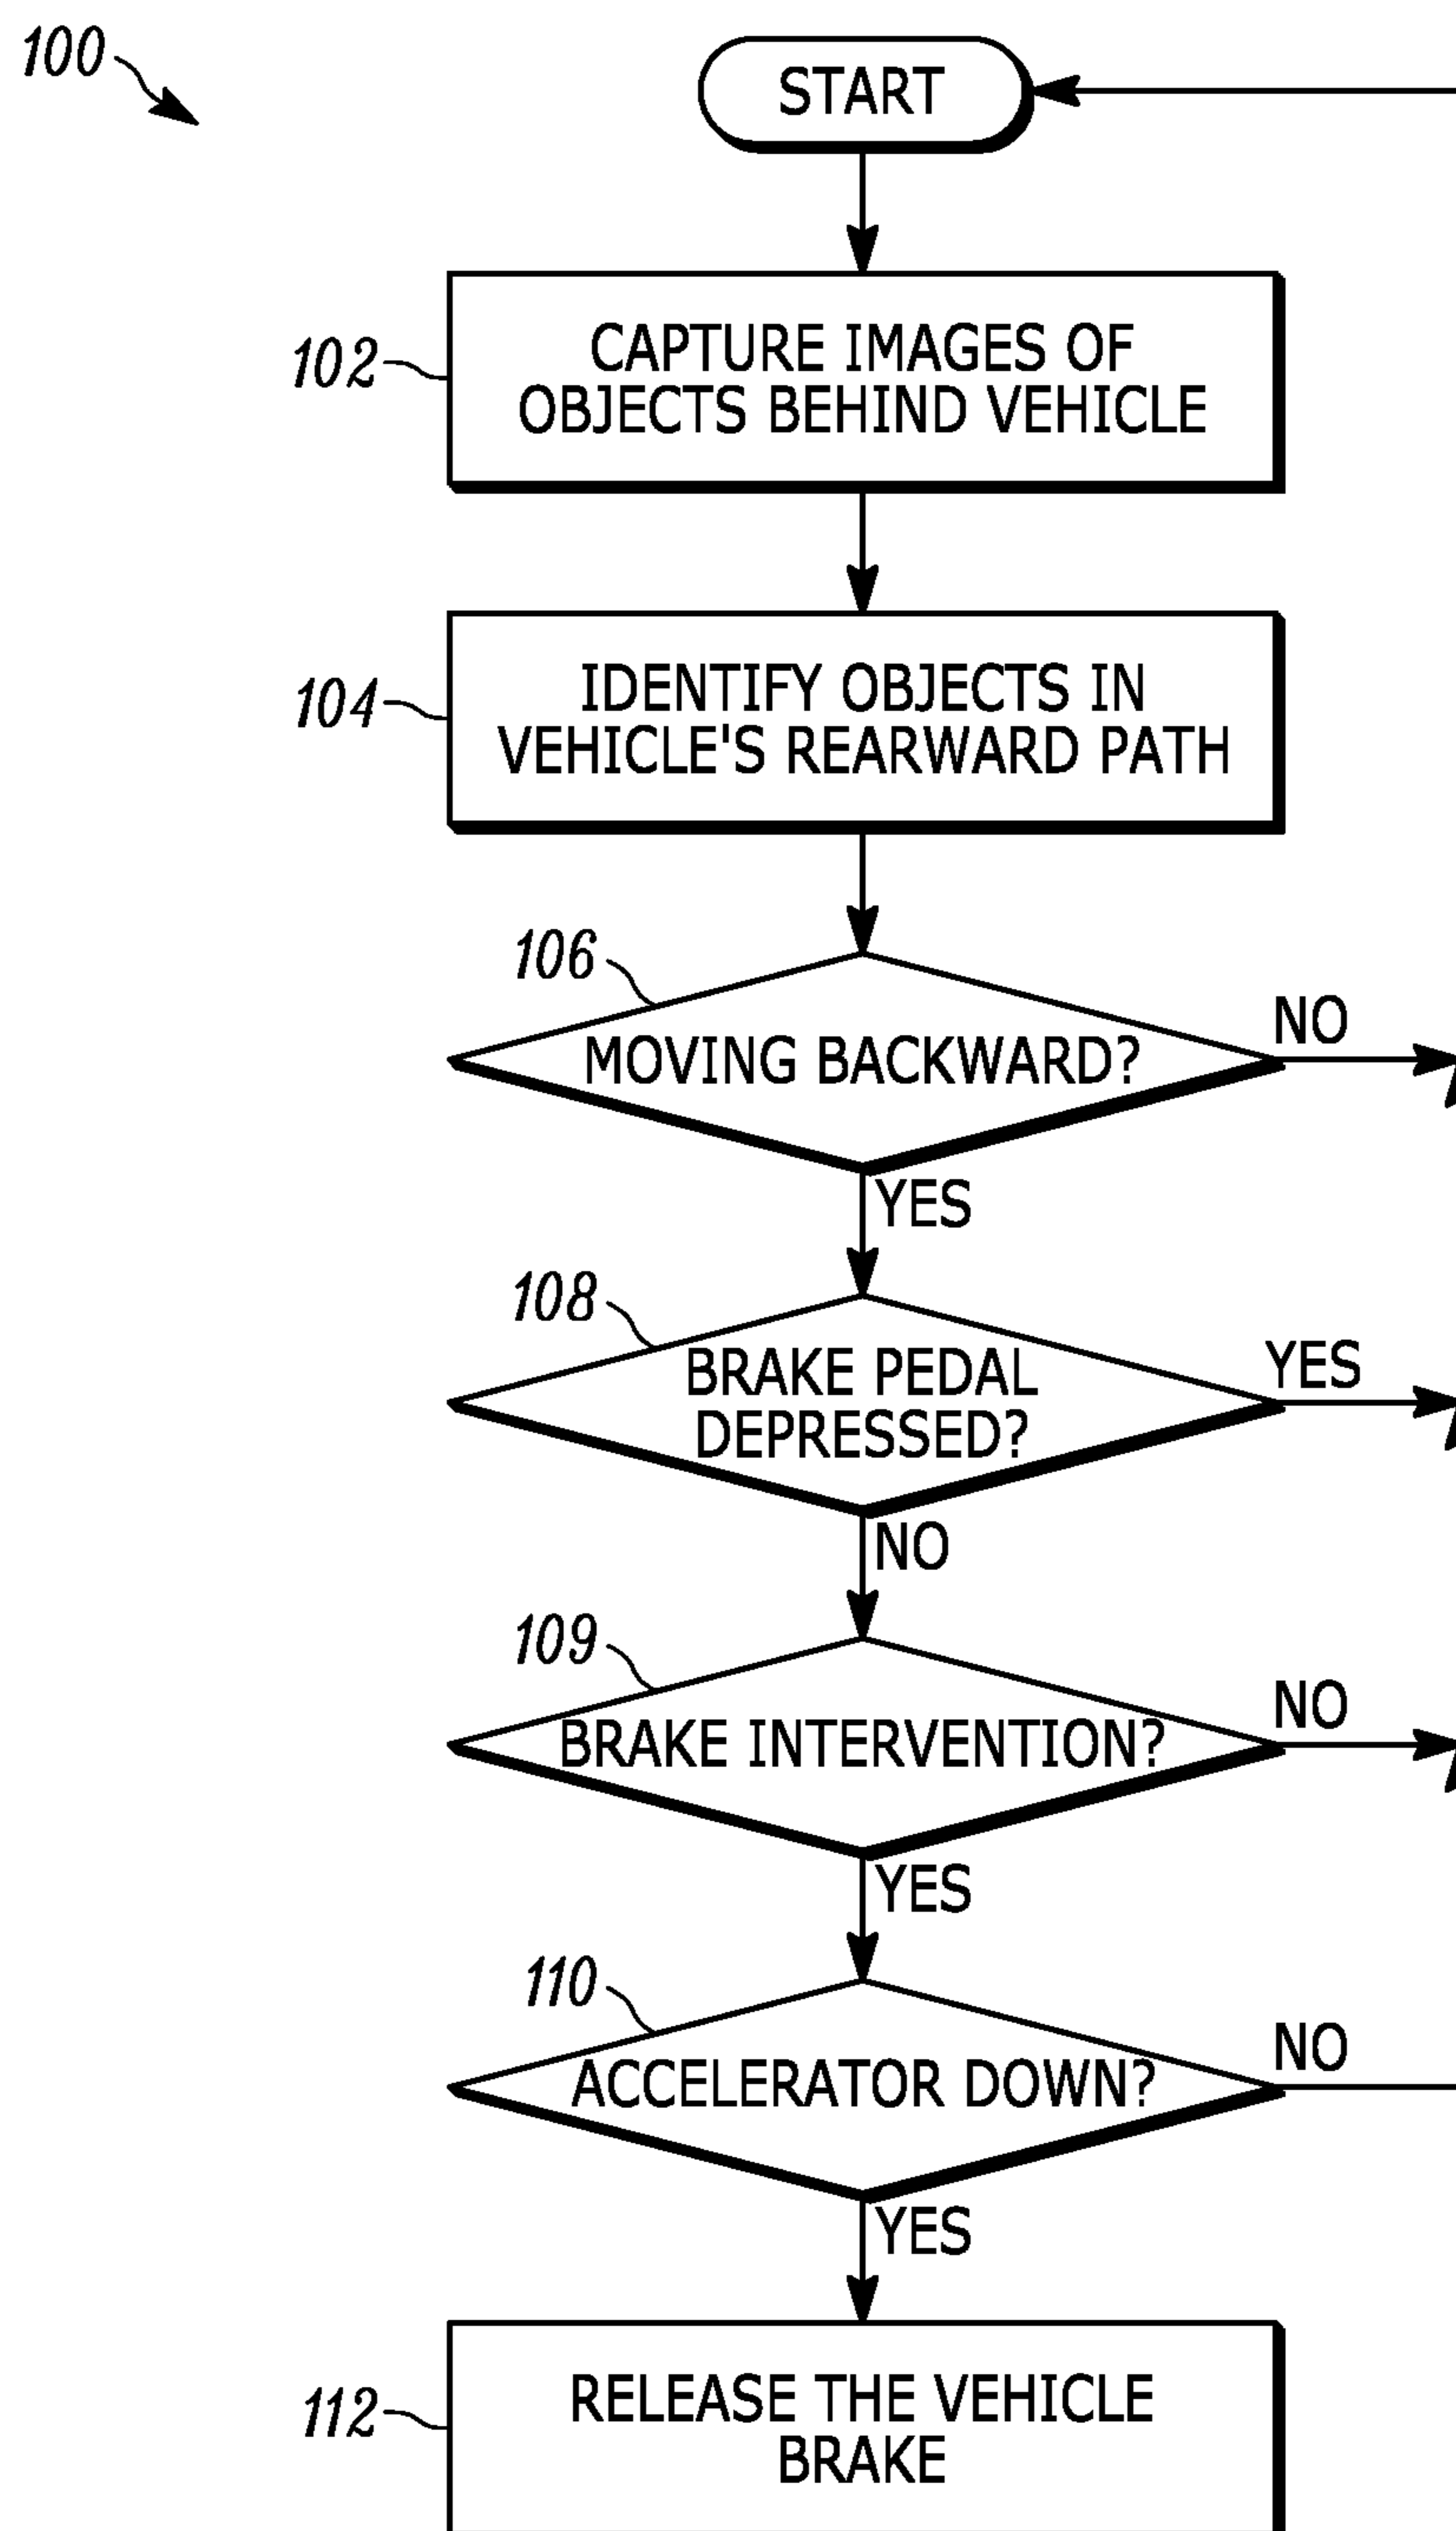 100
START
102
CAPTURE IMAGES OF
OBJECTS BEHIND VEHICLE
104
IDENTIFY OBJECTS IN
VEHICLE'S REARWARD PATH
106
MOVING BACKWARD?
NO
YES
108
BRAKE PEDAL
DEPRESSED?
YES
NO
109
BRAKE INTERVENTION?
NO
YES
110
ACCELERATOR DOWN?
NO
YES
112
RELEASE THE VEHICLE
BRAKE